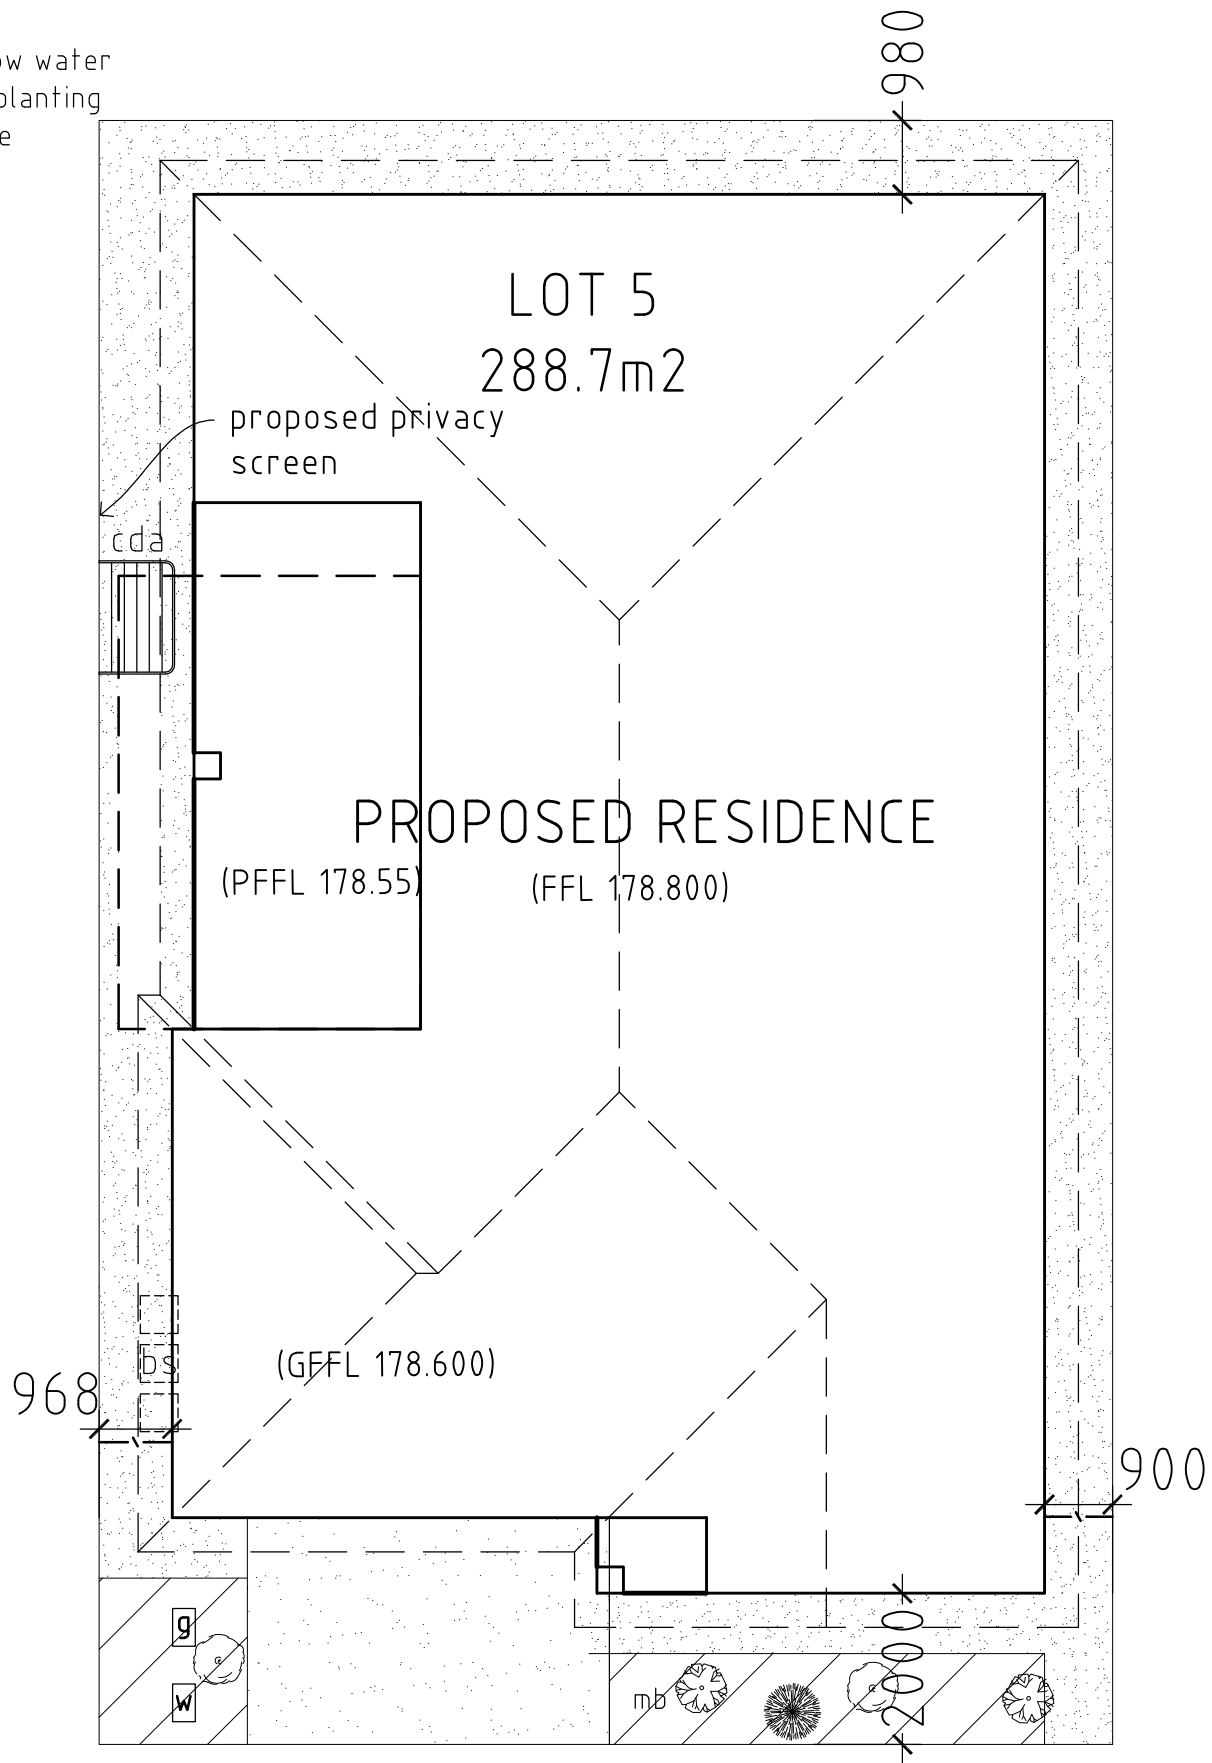 980
w water
planting
e
LOT 5
288.7m2
proposed privacy
screen
cda
PROPOSED RESIDENCE
(PFFL 178.55)
(FFL 178.800)
bs
(GFFL 178.600)
968
900
g
w
mb
2000